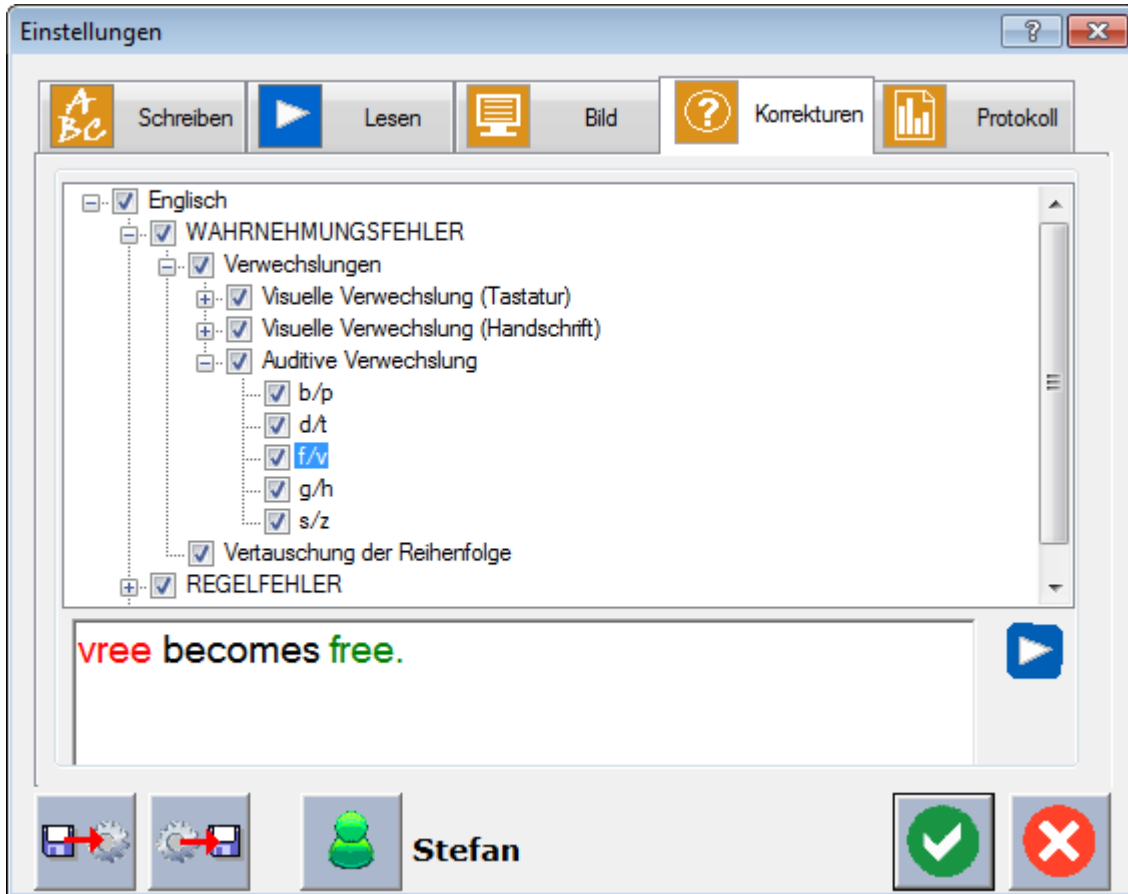 Einstellungen
Schreiben Lesen Bild Korrekturen Protokoll
Englisch
WAHRNEHMUNGSFEHLER
Verwechslungen
Visuelle Verwechslung (Tastatur)
Visuelle Verwechslung (Handschrift)
Auditive Verwechslung
b/p
d/t
f/v
g/h
s/z
Vertauschung der Reihenfolge
REGELFEHLER
vree becomes free.
Stefan